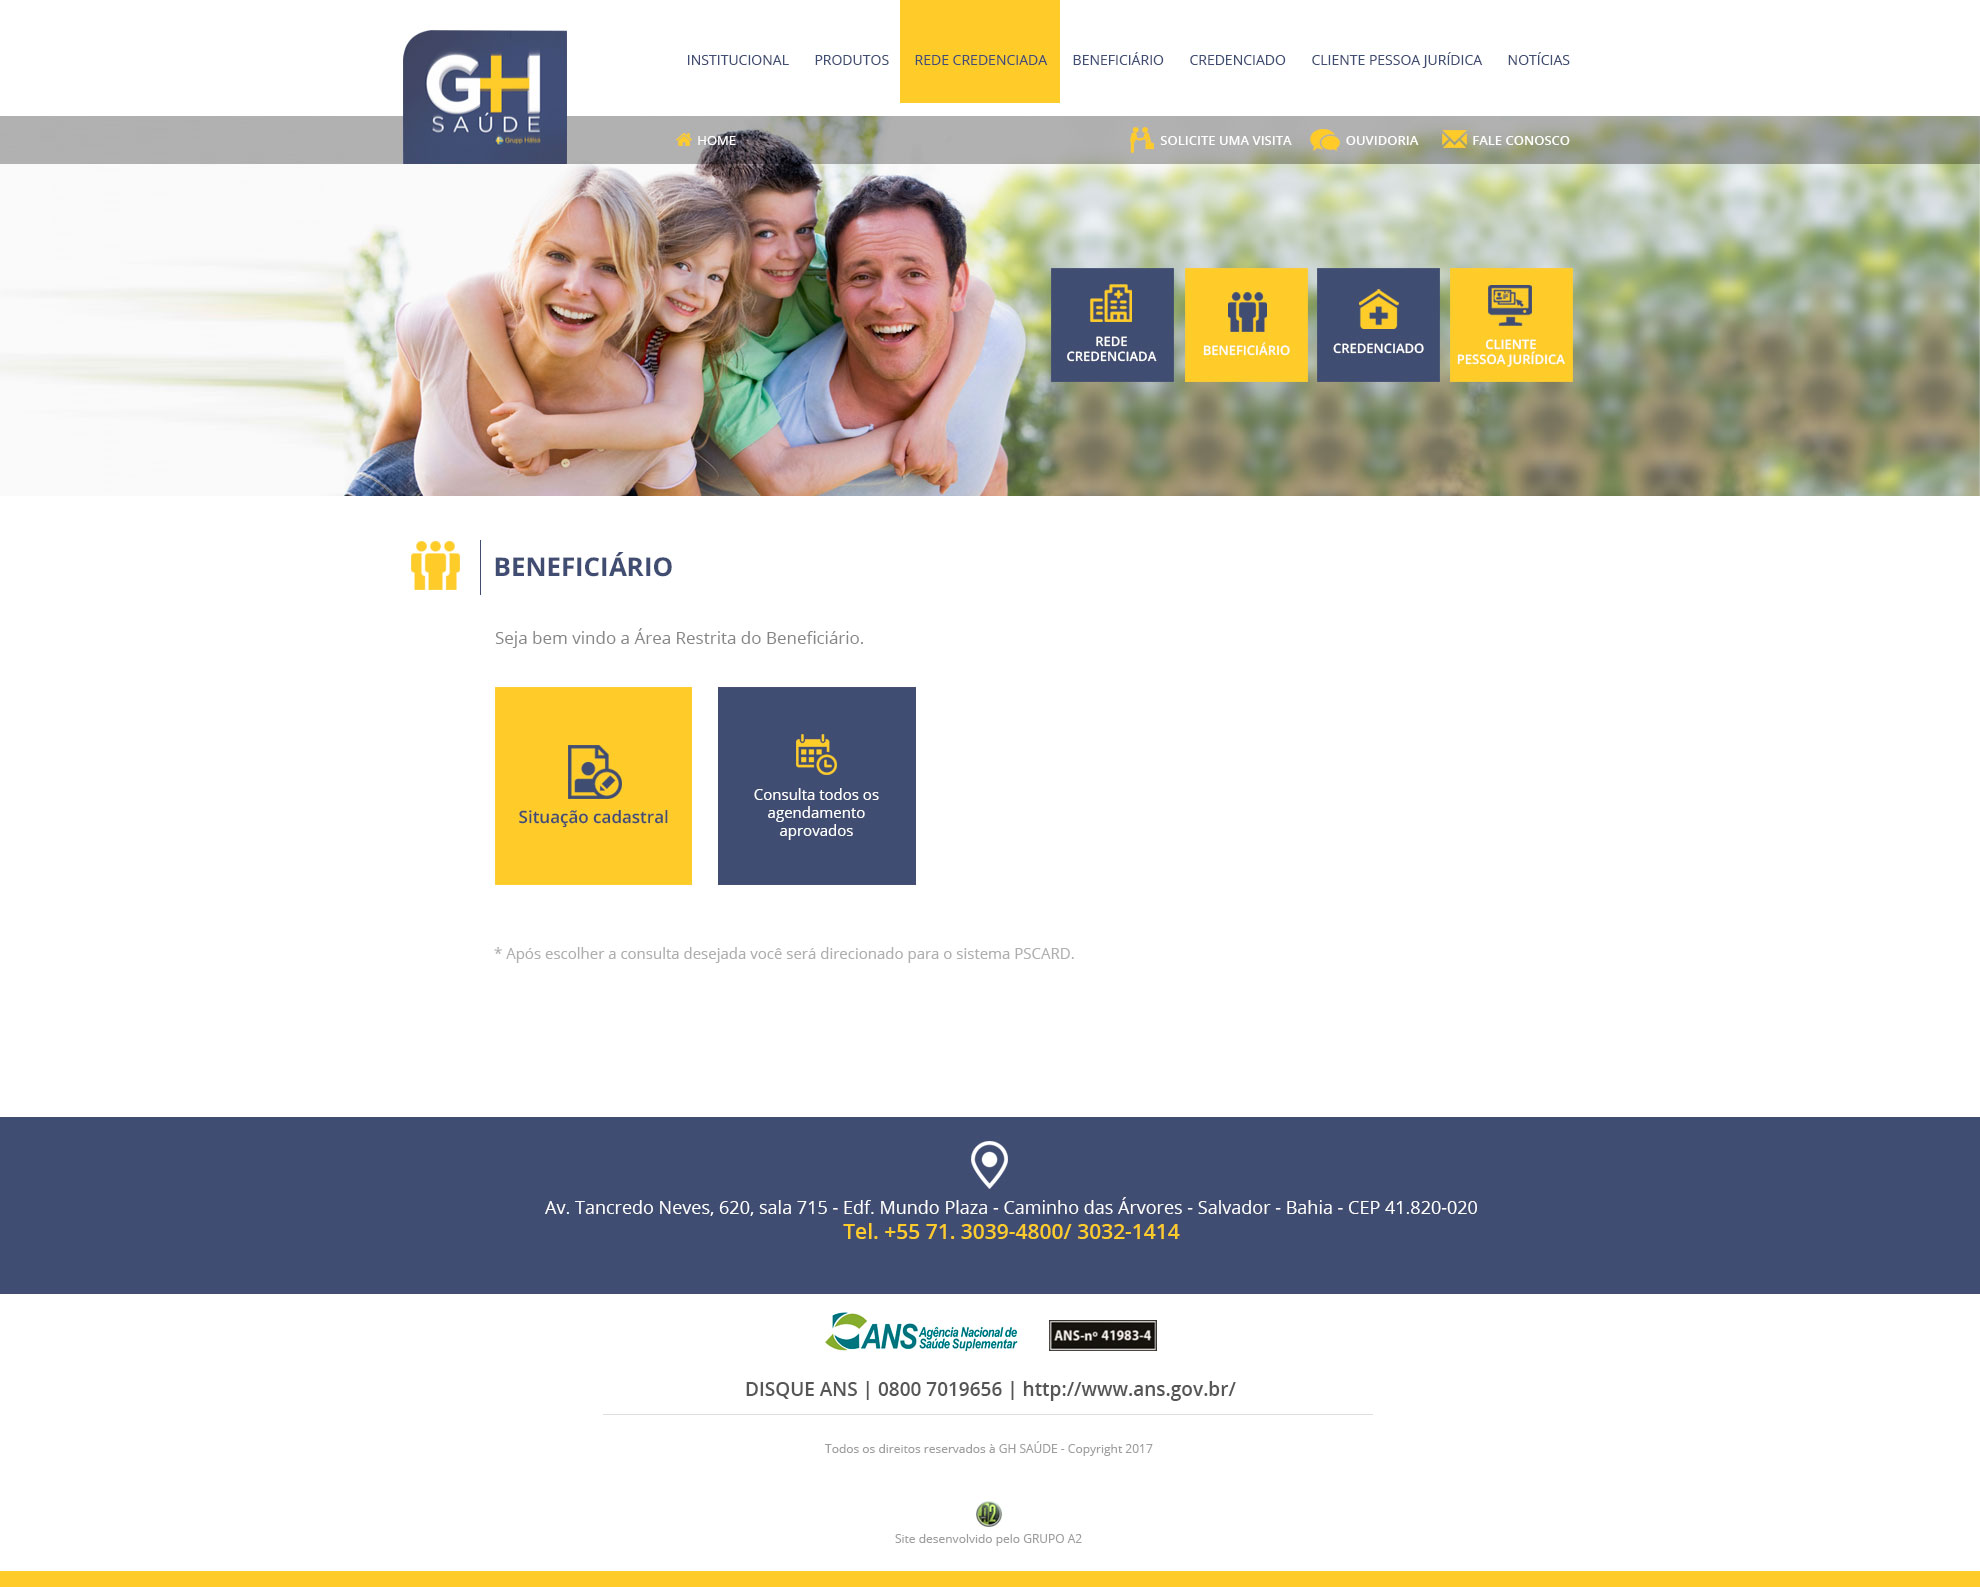 INSTITUCIONAL PRODUTOS REDE CREDENCIADA BENEFICIÁRIO CREDENCIADO CLIENTE PESSOA JURÍDICA NOTÍCIAS
GH
SAÚDE
HOME SOLICITE UMA VISITA OUVIDORIA FALE CONOSCO
REDE
CREDENCIADA
BENEFICIÁRIO
CREDENCIADO
CLIENTE
PESSOA JURÍDICA
BENEFICIÁRIO
Seja bem vindo a Área Restrita do Beneficiário.
Situação cadastral
Consulta todos os
agendamento
aprovados
* Após escolher a consulta desejada você será direcionado para o sistema PSCARD.
Av. Tancredo Neves, 620, sala 715 - Edf. Mundo Plaza - Caminho das Árvores - Salvador - Bahia - CEP 41.820-020
Tel. +55 71. 3039-4800/ 3032-1414
ANS Agência Nacional de
Saúde Suplementar
ANS-nº 41983-4
DISQUE ANS | 0800 7019656 | http://www.ans.gov.br/
Todos os direitos reservados à GH SAÚDE - Copyright 2017
Site desenvolvido pelo GRUPO A2